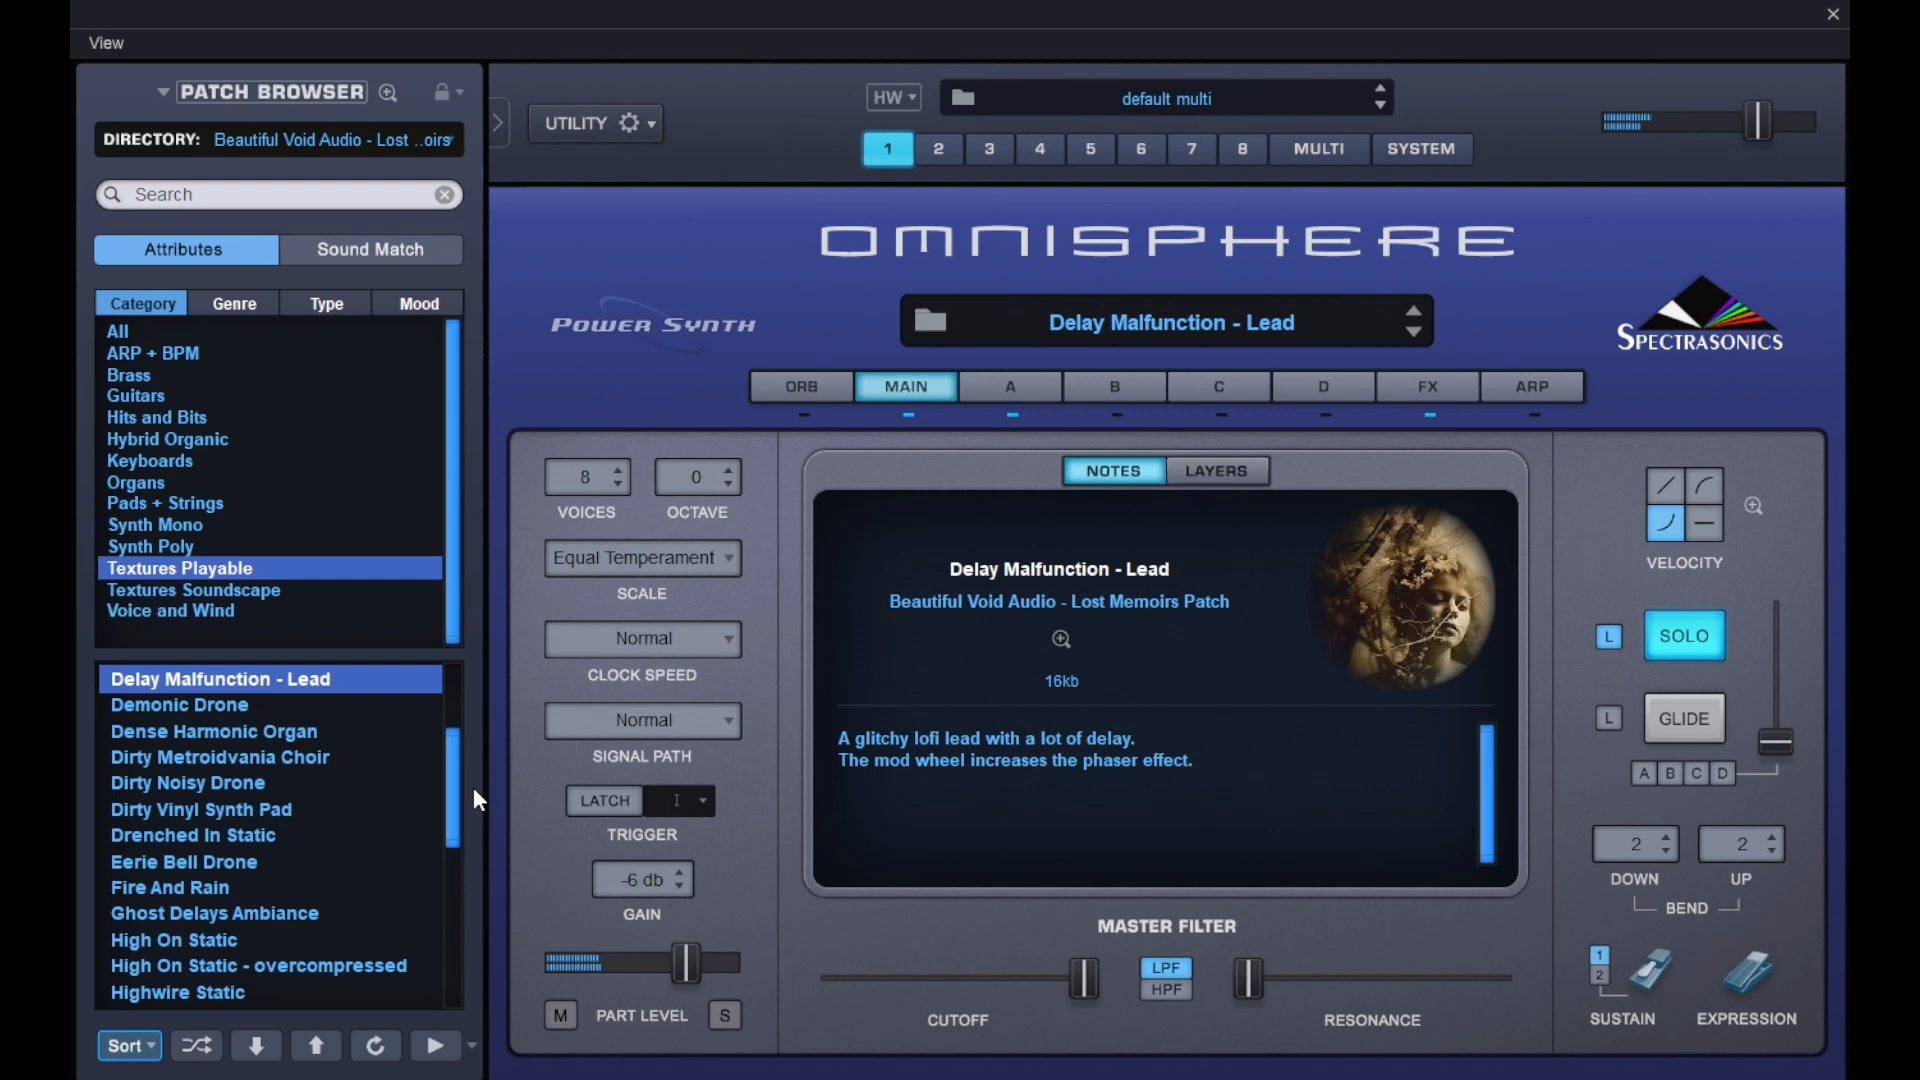 View
PATCH BROWSER
DIRECTORY: Beautiful Void Audio - Lost ..oirs
Search
Attributes
Sound Match
Category
Genre
Type
Mood
All
ARP + BPM
Brass
Guitars
Hits and Bits
Hybrid Organic
Keyboards
Organs
Pads + Strings
Synth Mono
Synth Poly
Textures Playable
Textures Soundscape
Voice and Wind
Delay Malfunction - Lead
Demonic Drone
Dense Harmonic Organ
Dirty Metroidvania Choir
Dirty Noisy Drone
Dirty Vinyl Synth Pad
Drenched In Static
Eerie Bell Drone
Fire And Rain
Ghost Delays Ambiance
High On Static
High On Static - overcompressed
Highwire Static
Sort
UTILITY
HW
default multi
1 2 3 4 5 6 7 8 MULTI SYSTEM
OMNISPHERE
POWER SYNTH
Delay Malfunction - Lead
SPECTRASONICS
ORB MAIN A B C D FX ARP
8
VOICES
0
OCTAVE
Equal Temperament
SCALE
Normal
CLOCK SPEED
Normal
SIGNAL PATH
LATCH
TRIGGER
-6 db
GAIN
M PART LEVEL S
NOTES LAYERS
Delay Malfunction - Lead
Beautiful Void Audio - Lost Memoirs Patch
16kb
A glitchy lofi lead with a lot of delay.
The mod wheel increases the phaser effect.
MASTER FILTER
LPF
HPF
CUTOFF
RESONANCE
VELOCITY
L SOLO
L GLIDE
A B C D
2
DOWN
2
UP
BEND
1
2
SUSTAIN
EXPRESSION